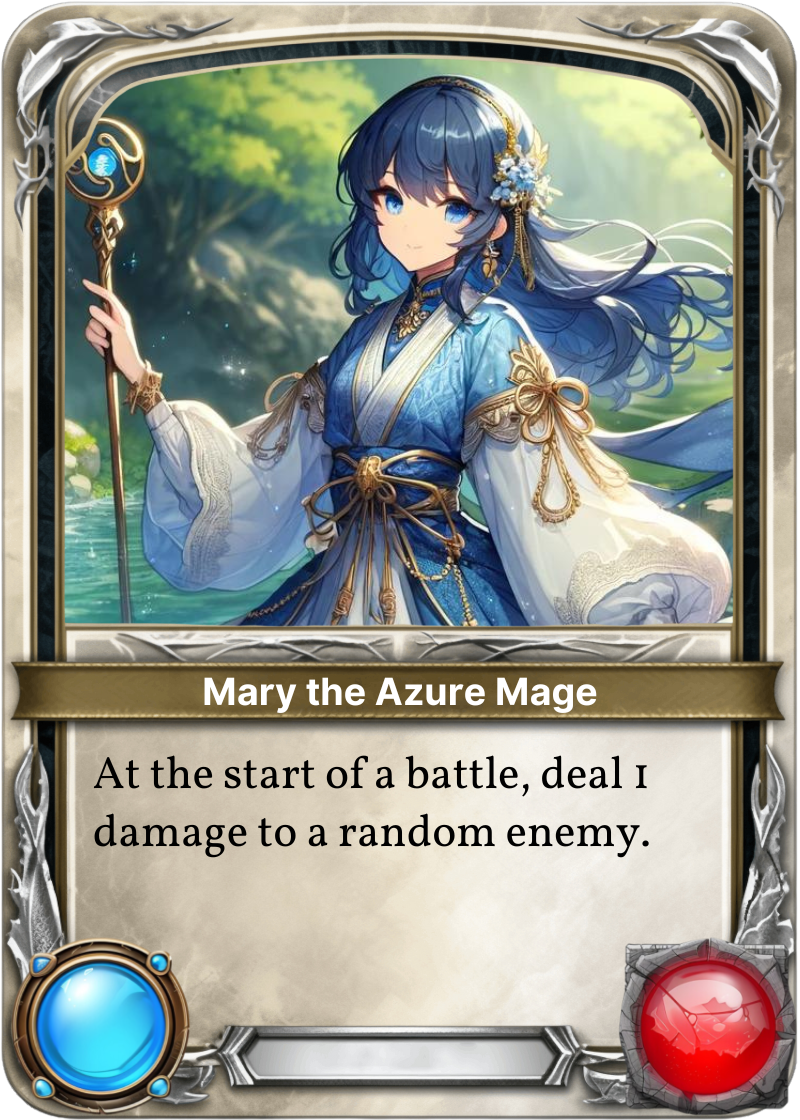 Mary the Azure Mage
At the start of a battle, deal 1
damage to a random enemy.